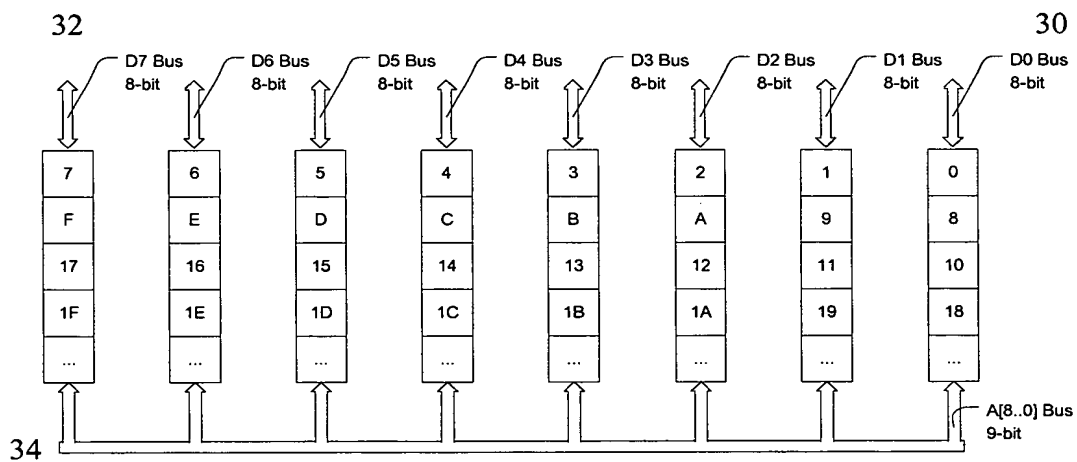 32 30
D7 Bus D6 Bus D5 Bus D4 Bus D3 Bus D2 Bus D1 Bus D0 Bus
8-bit 8-bit 8-bit 8-bit 8-bit 8-bit 8-bit 8-bit
7 6 5 4 3 2 1 0
F E D C B A 9 8
17 16 15 14 13 12 11 10
1F 1E 1D 1C 1B 1A 19 18
... ... ... ... ... ... ... ...
A[8..0] Bus
34 9-bit